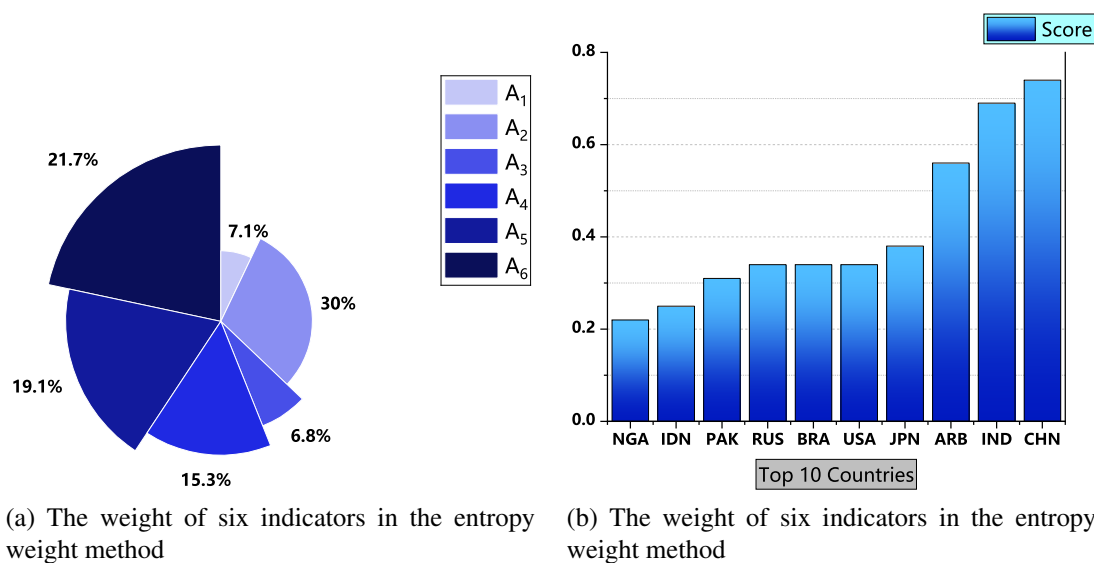 21.7%
7.1%
30%
19.1%
6.8%
15.3%
A₁
A₂
A₃
A₄
A₅
A₆
(a) The weight of six indicators in the entropy
weight method
Score
0.8
0.6
0.4
0.2
0.0
NGA IDN PAK RUS BRA USA JPN ARB IND CHN
Top 10 Countries
(b) The weight of six indicators in the entropy
weight method